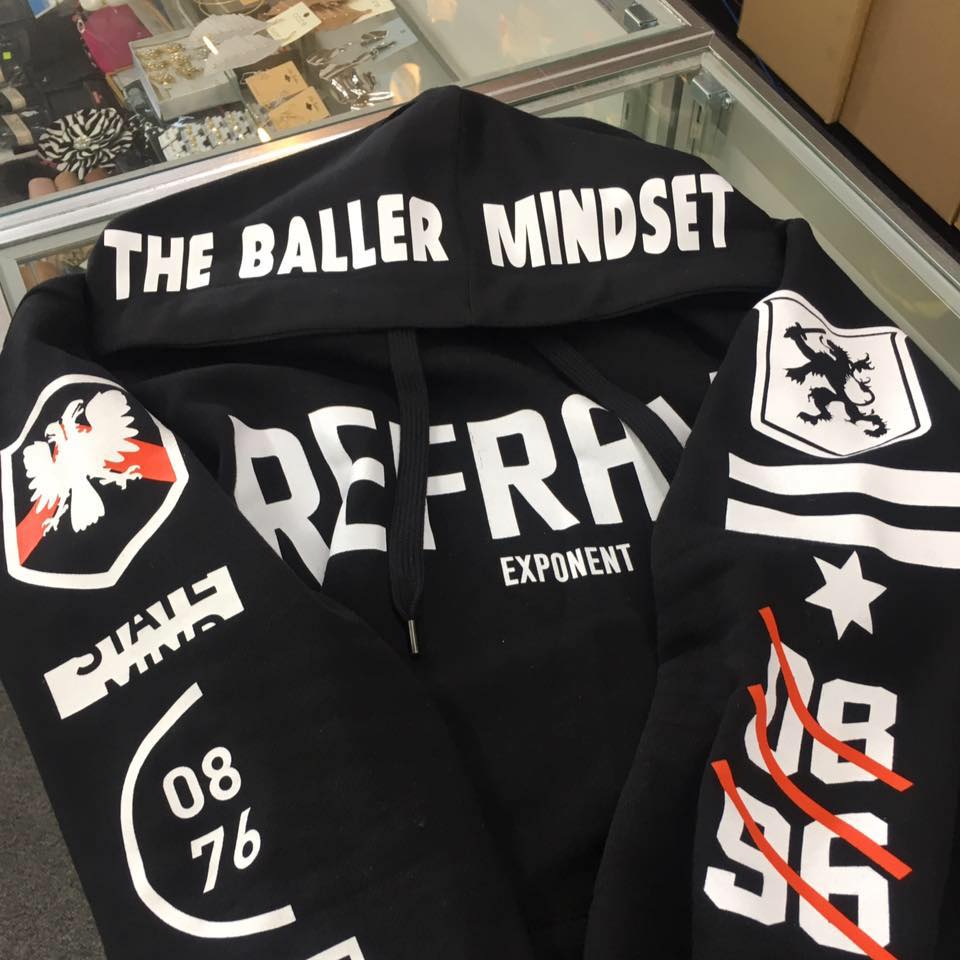 THE BALLER MINDSET
REFRA
EXPONENT
08
76
08
96